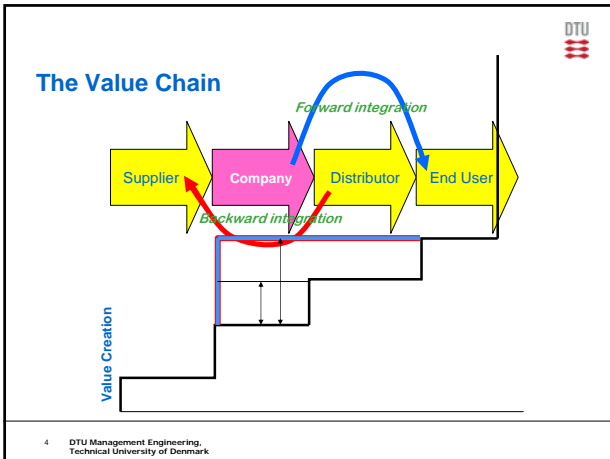 DTU
The Value Chain
Forward integration
Supplier
Company
Distributor
End User
Backward integration
Value Creation
4 DTU Management Engineering,
Technical University of Denmark